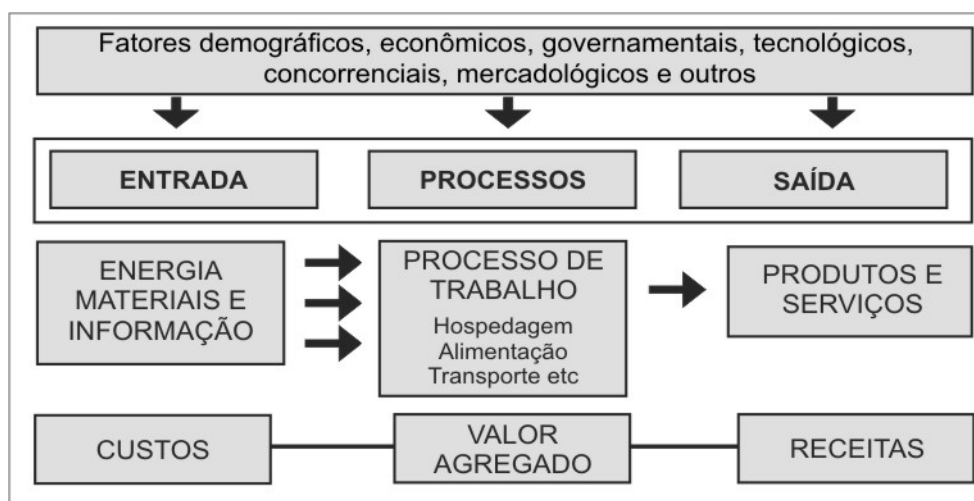 Fatores demográficos, econômicos, governamentais, tecnológicos,
concorrenciais, mercadológicos e outros
ENTRADA
PROCESSOS
SAÍDA
ENERGIA
MATERIAIS E
INFORMAÇÃO
PROCESSO DE
TRABALHO
Hospedagem
Alimentação
Transporte etc
PRODUTOS E
SERVIÇOS
CUSTOS
VALOR
AGREGADO
RECEITAS